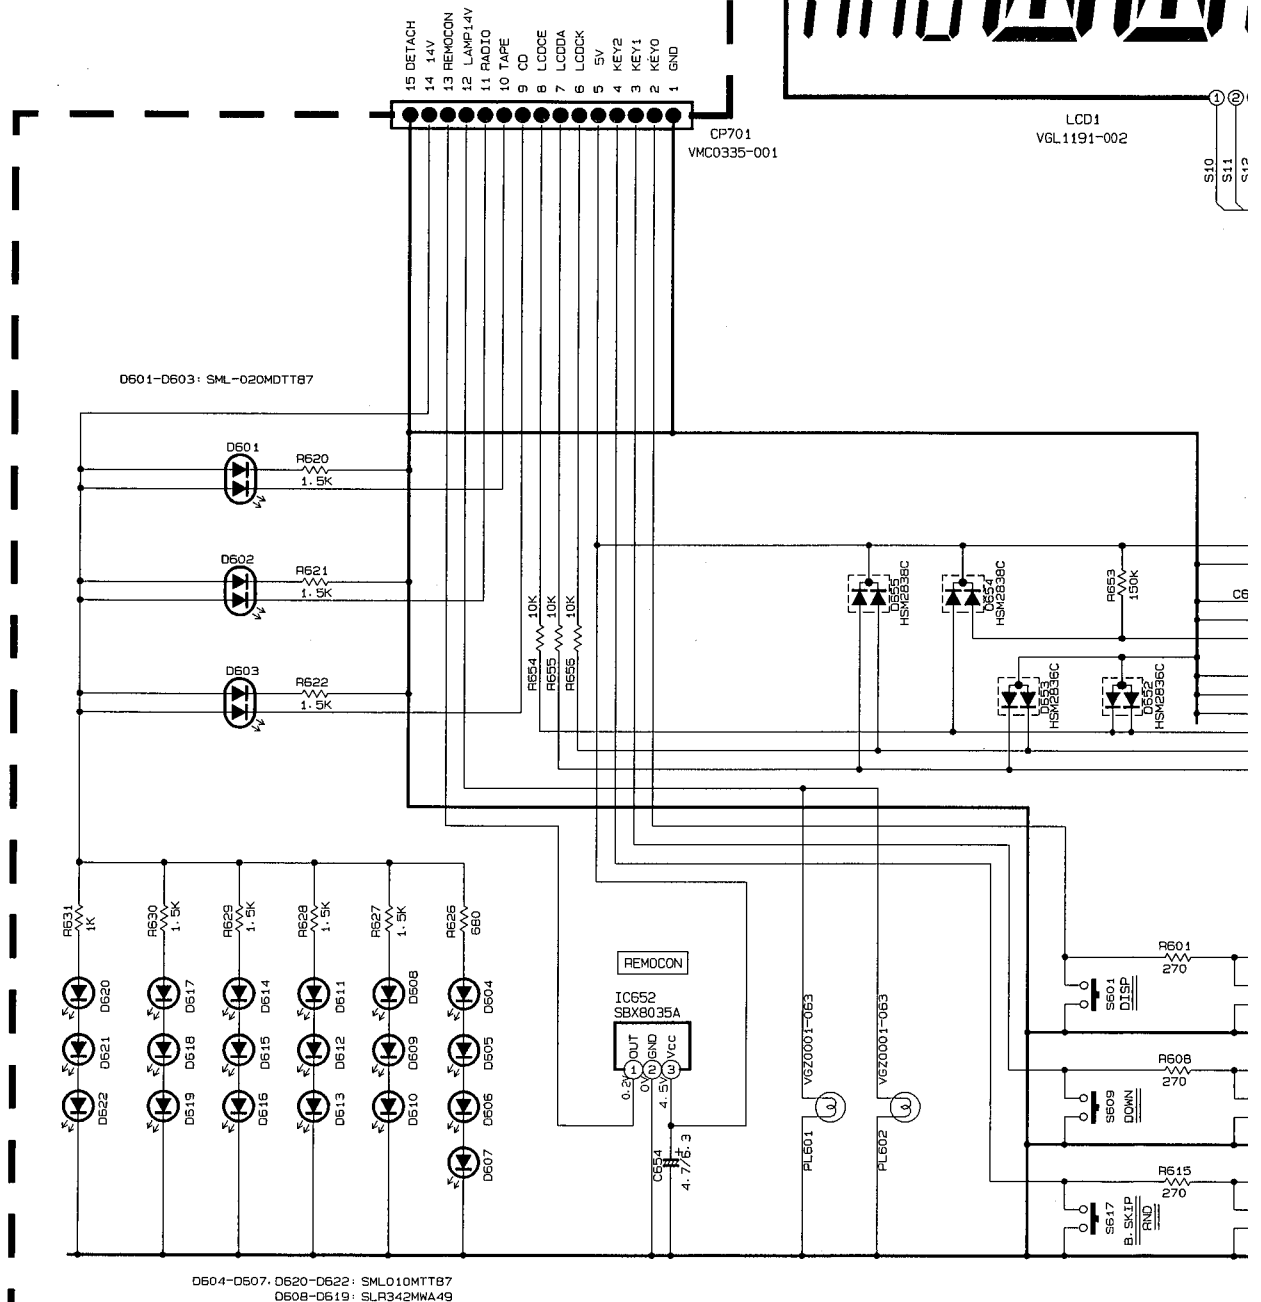 15 DETACH
14 14V
13 REMOCON
12 LAMP14V
11 RADIO
10 TAPE
9 CD
8 LCDCE
7 LCDDA
6 LCDCK
5 5V
4 KEY2
3 KEY1
2 KEY0
1 GND
CP701
VMC0335-001
LCD1
VGL1191-002
1 2
S10
S11
S12
D601-D603: SML-020MDTT87
D601
R620
1.5K
D602
R621
1.5K
D603
R622
1.5K
R654 10K
R655 10K
R656 10K
D655
HSM2838C
D654
HSM2838C
R653
150K
C6
D653
HSM2836C
D652
HSM2836C
R631
1K
R630
1.5K
R629
1.5K
R628
1.5K
R627
1.5K
R626
680
D620
D617
D614
D611
D608
D604
D621
D618
D615
D612
D609
D605
D622
D619
D616
D613
D610
D606
D607
REMOCON
IC652
SBX8035A
OUT
GND
Vcc
1 2 3
0.2V
0V
4.5V
C654
+
4.7/6.3
VGZ0001-063
PL601
VGZ0001-063
PL602
R601
270
S601
DISP
R608
270
S609
DOWN
R615
270
S617
B.SKIP
RND
D604-D607, D620-D622: SML010MTT87
D608-D619: SLR342MWA49